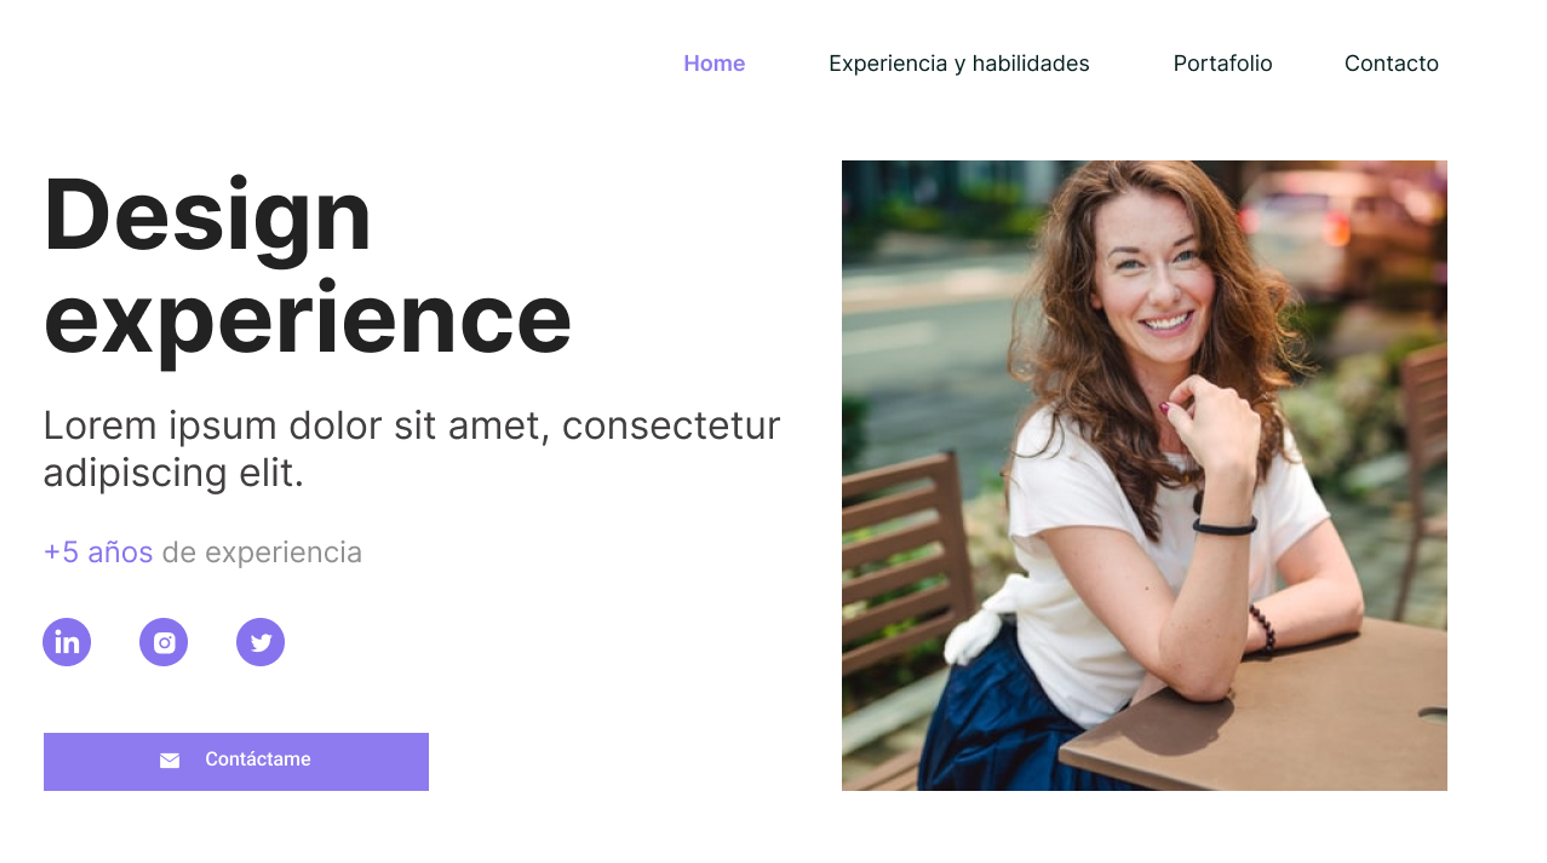 Home Experiencia y habilidades Portafolio Contacto
Design
experience
Lorem ipsum dolor sit amet, consectetur
adipiscing elit.
+5 años de experiencia
in
Contáctame